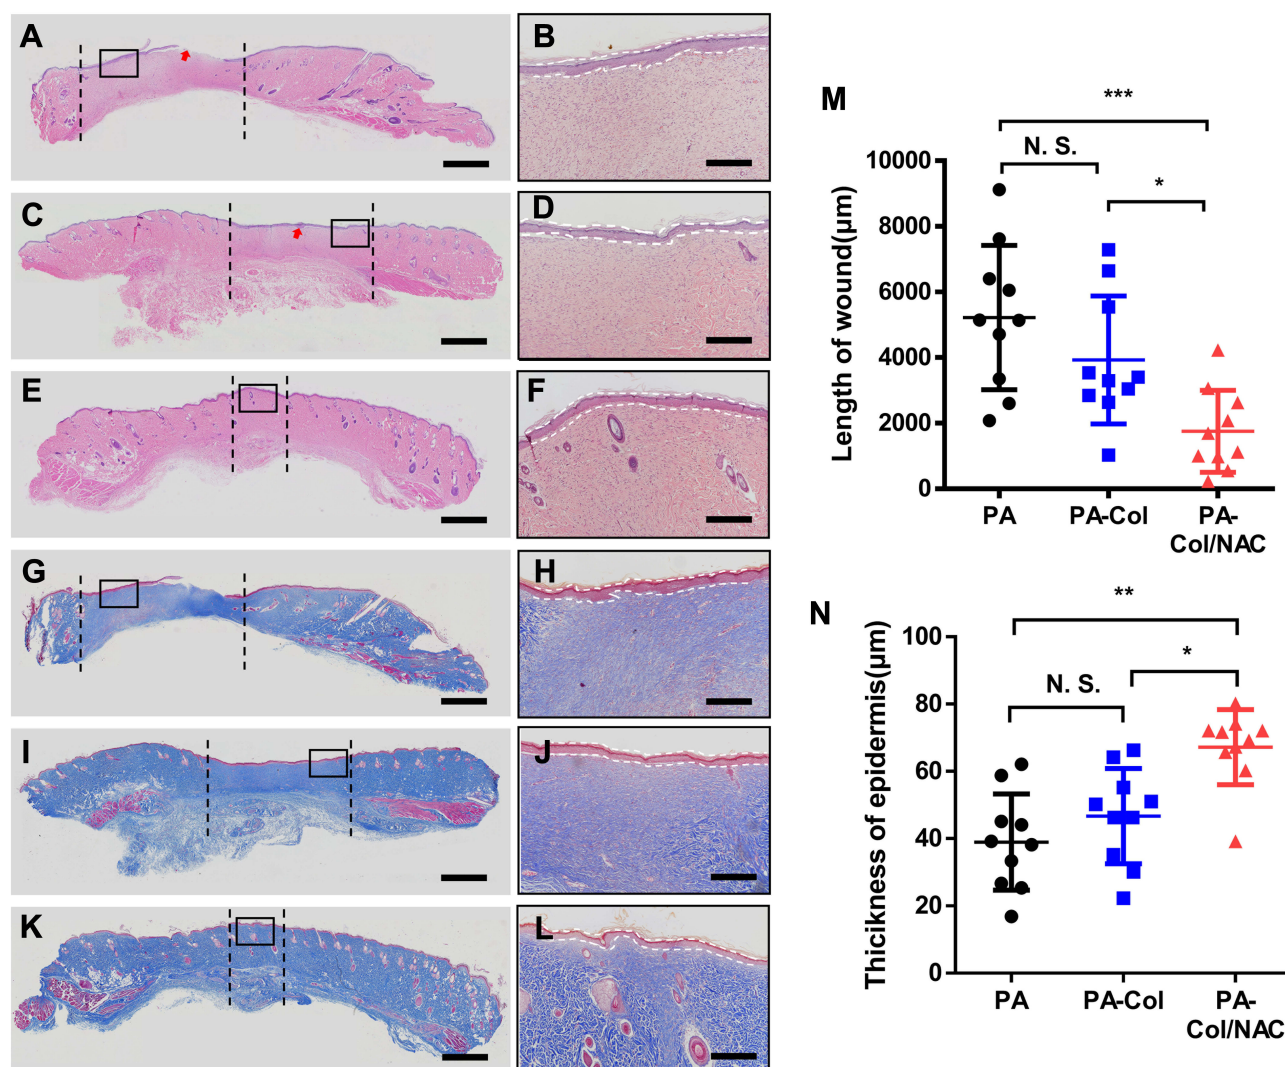 A
B
C
D
E
F
G
H
I
J
K
L
M
***
N. S.
*
10000
8000
6000
4000
2000
0
Length of wound(μm)
PA
PA-Col
PA-
Col/NAC
N
**
N. S.
*
100
80
60
40
20
0
Thicikness of epidermis(μm)
PA
PA-Col
PA-
Col/NAC